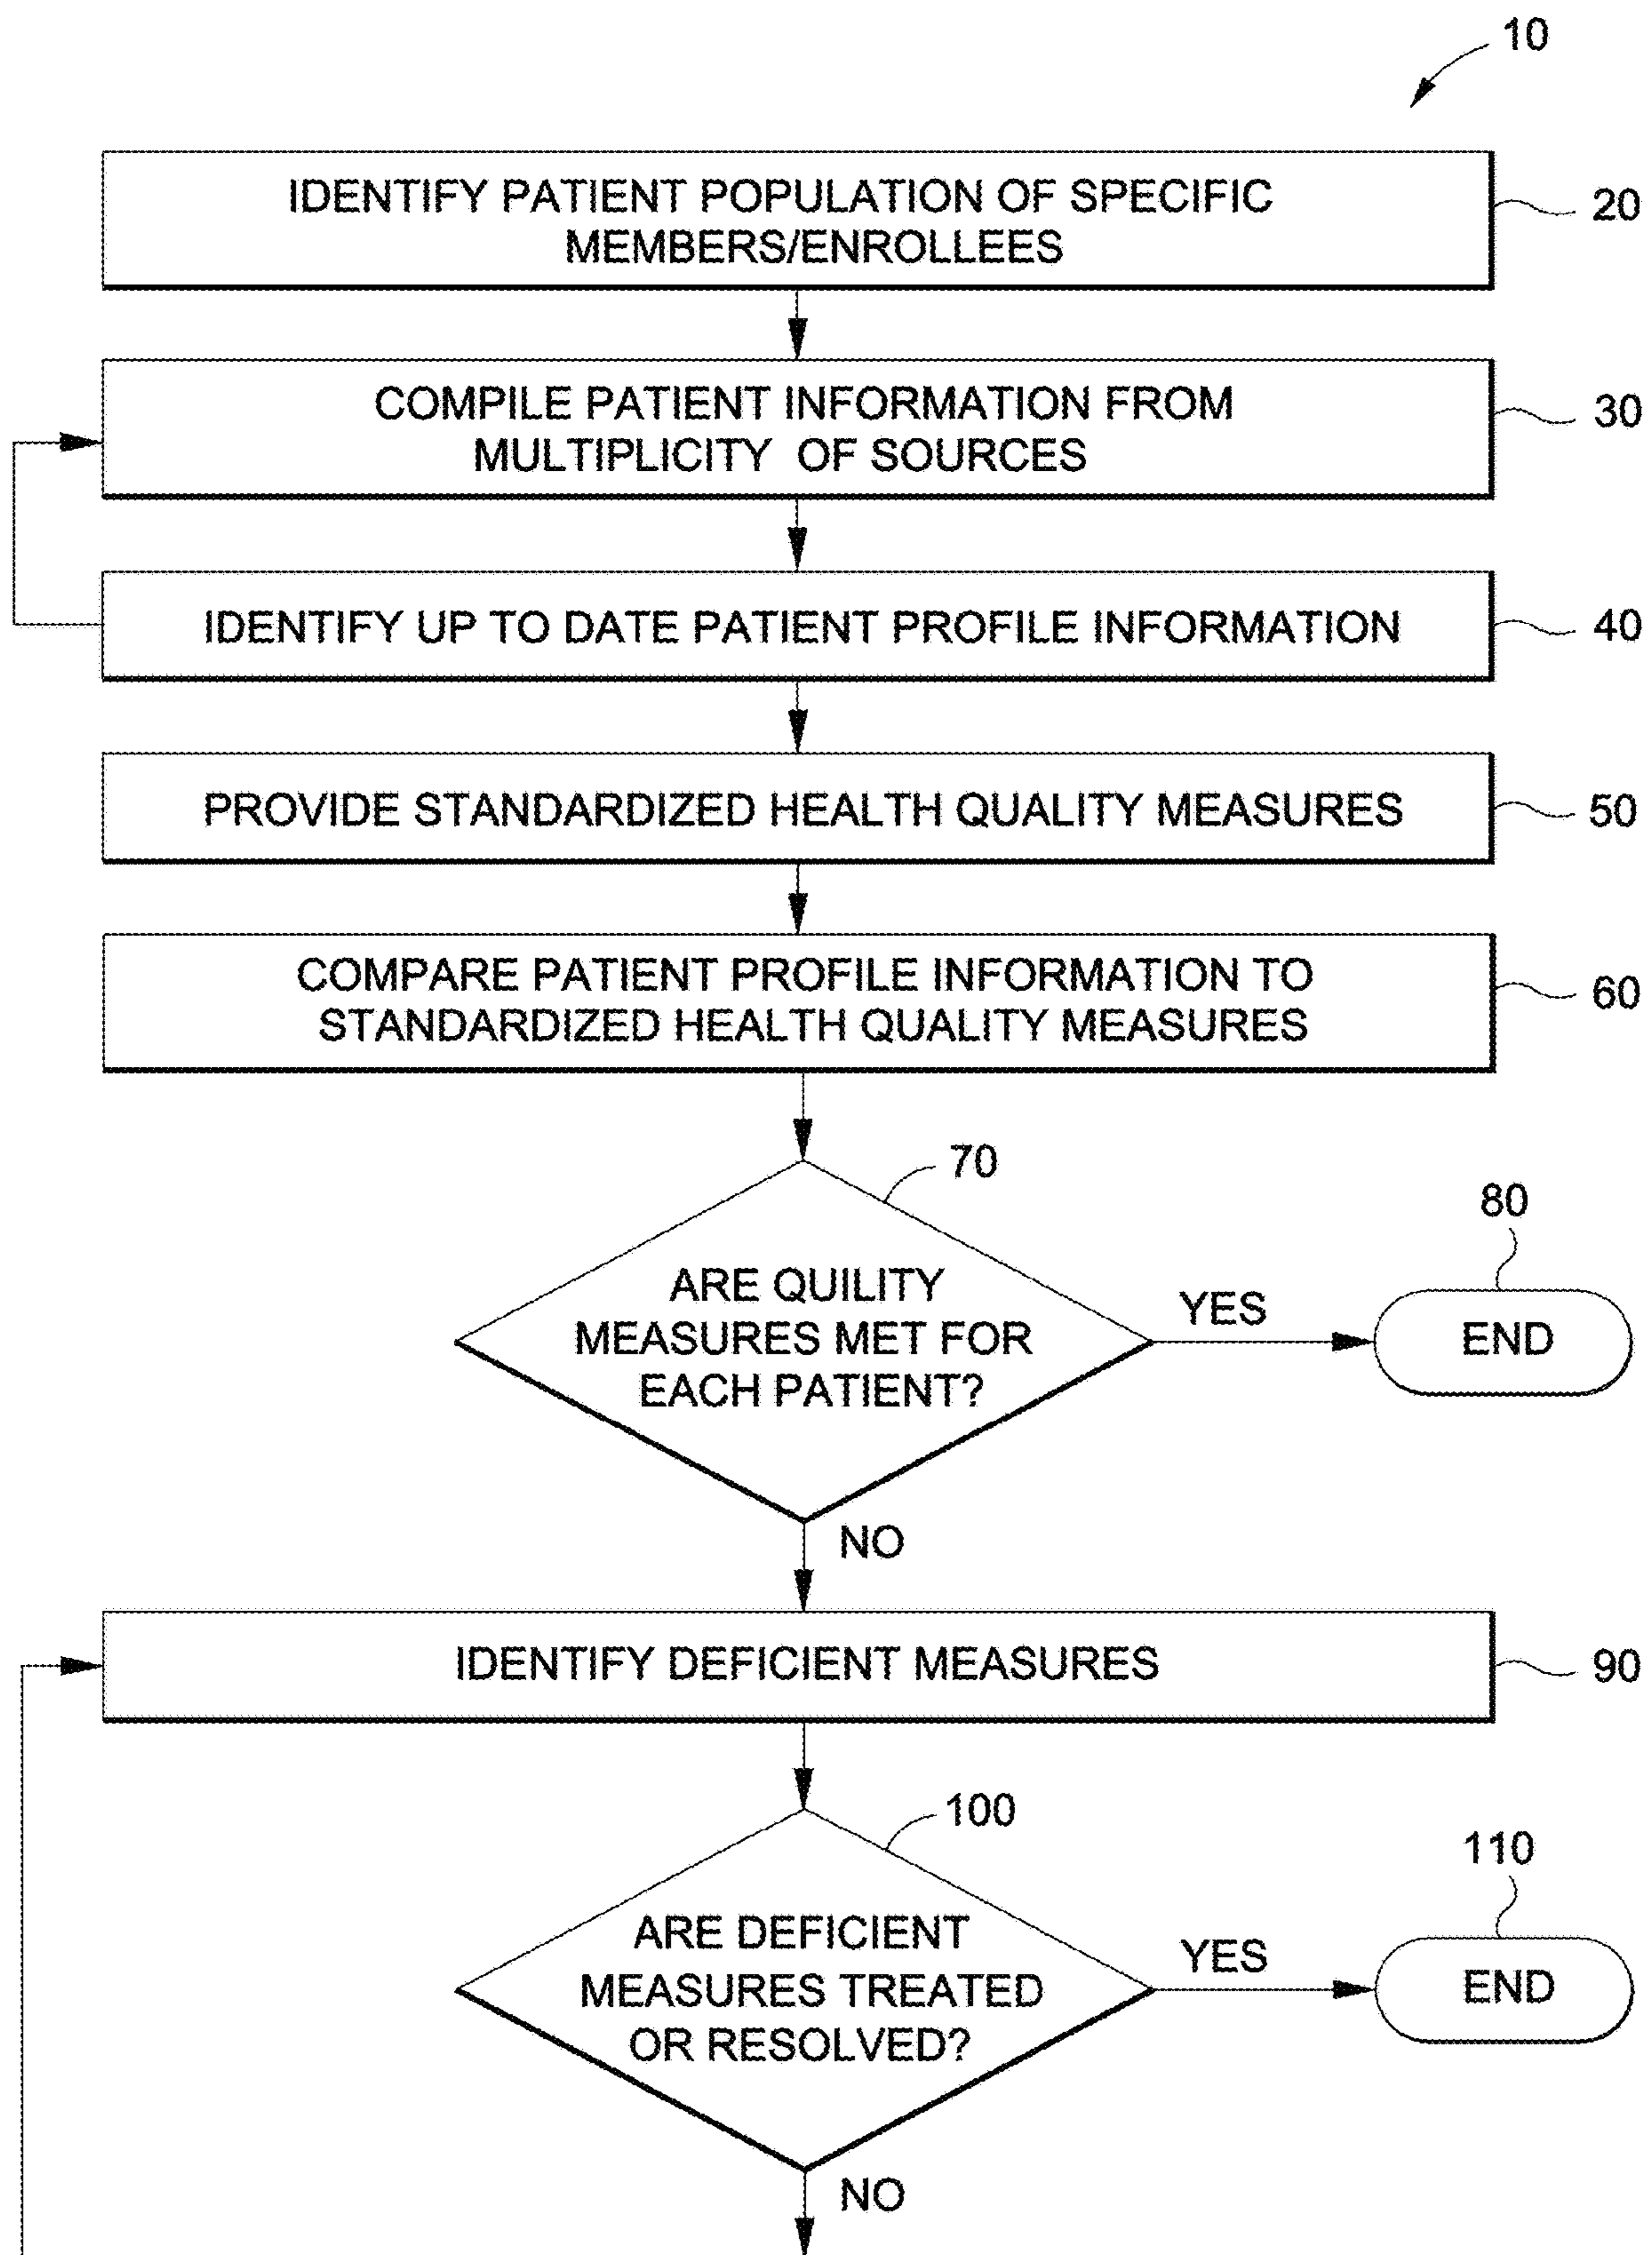 10
IDENTIFY PATIENT POPULATION OF SPECIFIC
MEMBERS/ENROLLEES
20
COMPILE PATIENT INFORMATION FROM
MULTIPLICITY OF SOURCES
30
IDENTIFY UP TO DATE PATIENT PROFILE INFORMATION
40
PROVIDE STANDARDIZED HEALTH QUALITY MEASURES
50
COMPARE PATIENT PROFILE INFORMATION TO
STANDARDIZED HEALTH QUALITY MEASURES
60
70
ARE QUILITY
MEASURES MET FOR
EACH PATIENT?
YES
80
END
NO
IDENTIFY DEFICIENT MEASURES
90
100
ARE DEFICIENT
MEASURES TREATED
OR RESOLVED?
YES
110
END
NO